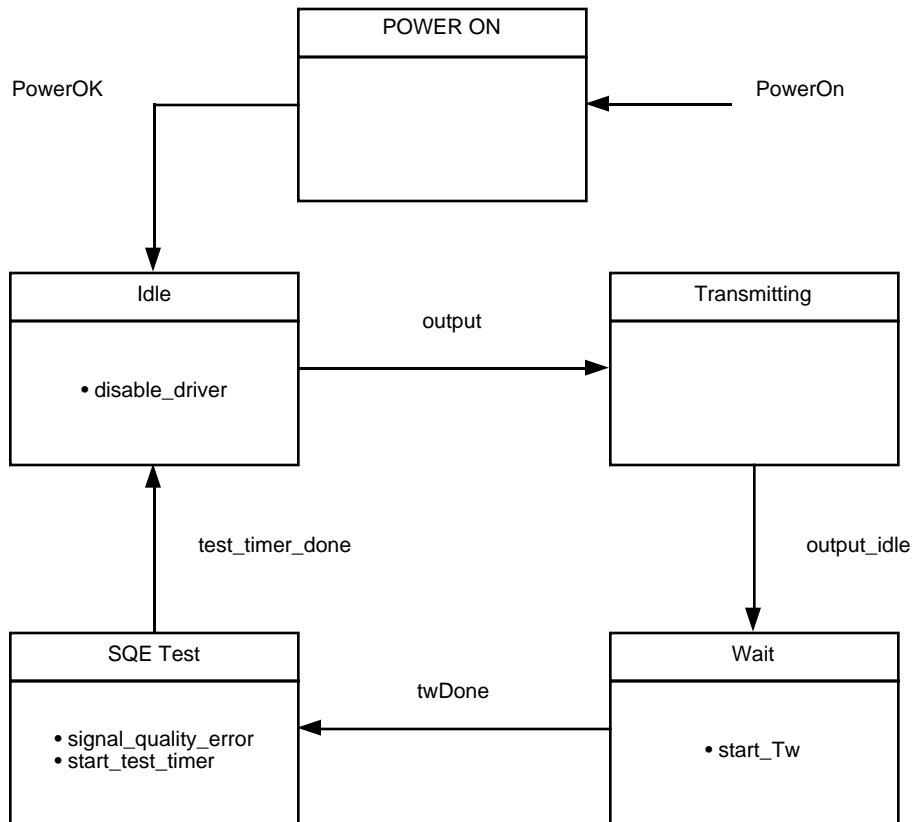 POWER ON
PowerOK
PowerOn
Idle
Transmitting
output
• disable_driver
test_timer_done
output_idle
SQE Test
Wait
twDone
• signal_quality_error
• start_test_timer
• start_Tw